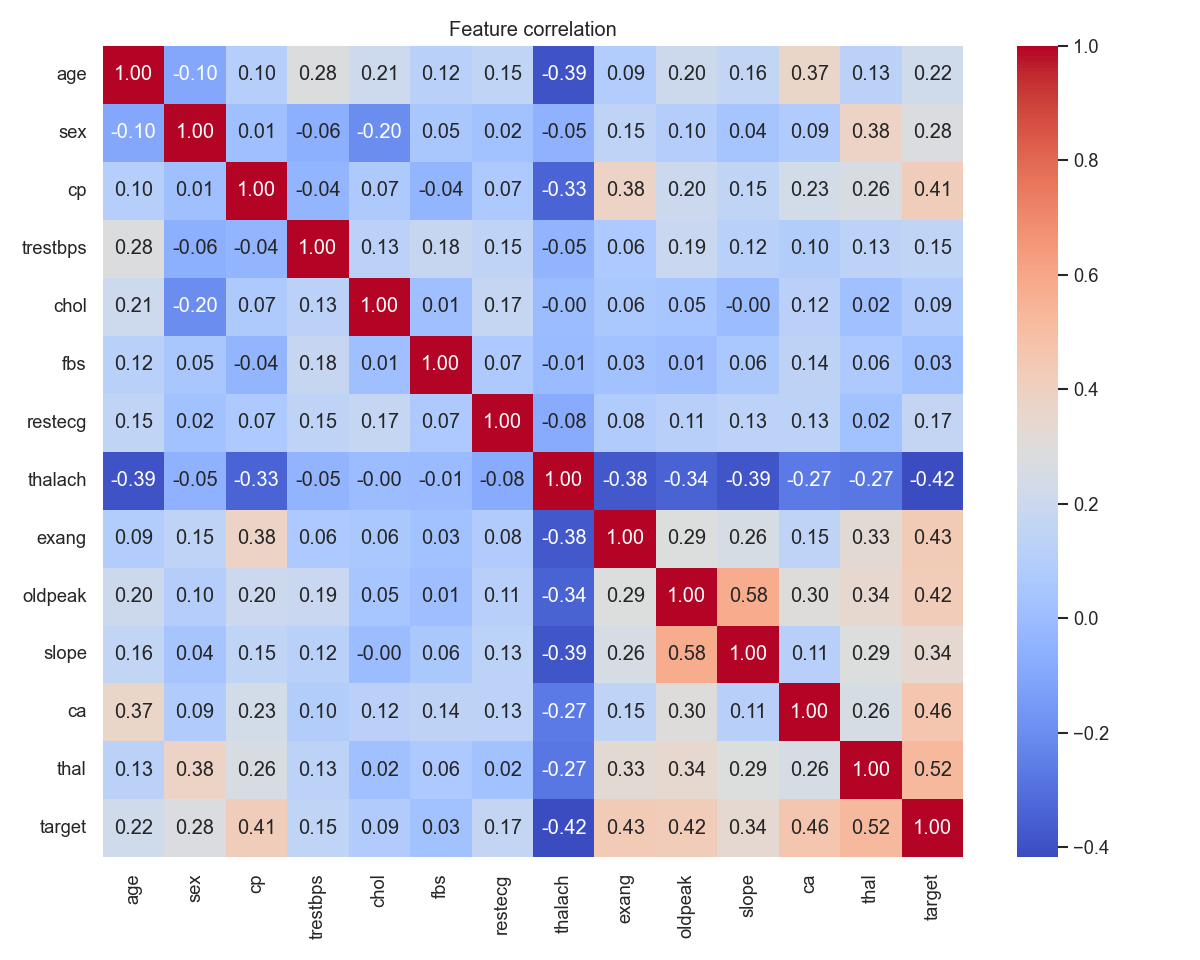 Feature correlation
age 1.00 -0.10 0.10 0.28 0.21 0.12 0.15 -0.39 0.09 0.20 0.16 0.37 0.13 0.22
sex -0.10 1.00 0.01 -0.06 -0.20 0.05 0.02 -0.05 0.15 0.10 0.04 0.09 0.38 0.28
cp 0.10 0.01 1.00 -0.04 0.07 -0.04 0.07 -0.33 0.38 0.20 0.15 0.23 0.26 0.41
trestbps 0.28 -0.06 -0.04 1.00 0.13 0.18 0.15 -0.05 0.06 0.19 0.12 0.10 0.13 0.15
chol 0.21 -0.20 0.07 0.13 1.00 0.01 0.17 -0.00 0.06 0.05 -0.00 0.12 0.02 0.09
fbs 0.12 0.05 -0.04 0.18 0.01 1.00 0.07 -0.01 0.03 0.01 0.06 0.14 0.06 0.03
restecg 0.15 0.02 0.07 0.15 0.17 0.07 1.00 -0.08 0.08 0.11 0.13 0.13 0.02 0.17
thalach -0.39 -0.05 -0.33 -0.05 -0.00 -0.01 -0.08 1.00 -0.38 -0.34 -0.39 -0.27 -0.27 -0.42
exang 0.09 0.15 0.38 0.06 0.06 0.03 0.08 -0.38 1.00 0.29 0.26 0.15 0.33 0.43
oldpeak 0.20 0.10 0.20 0.19 0.05 0.01 0.11 -0.34 0.29 1.00 0.58 0.30 0.34 0.42
slope 0.16 0.04 0.15 0.12 -0.00 0.06 0.13 -0.39 0.26 0.58 1.00 0.11 0.29 0.34
ca 0.37 0.09 0.23 0.10 0.12 0.14 0.13 -0.27 0.15 0.30 0.11 1.00 0.26 0.46
thal 0.13 0.38 0.26 0.13 0.02 0.06 0.02 -0.27 0.33 0.34 0.29 0.26 1.00 0.52
target 0.22 0.28 0.41 0.15 0.09 0.03 0.17 -0.42 0.43 0.42 0.34 0.46 0.52 1.00
age sex cp trestbps chol fbs restecg thalach exang oldpeak slope ca thal target
1.0
0.8
0.6
0.4
0.2
0.0
−0.2
−0.4